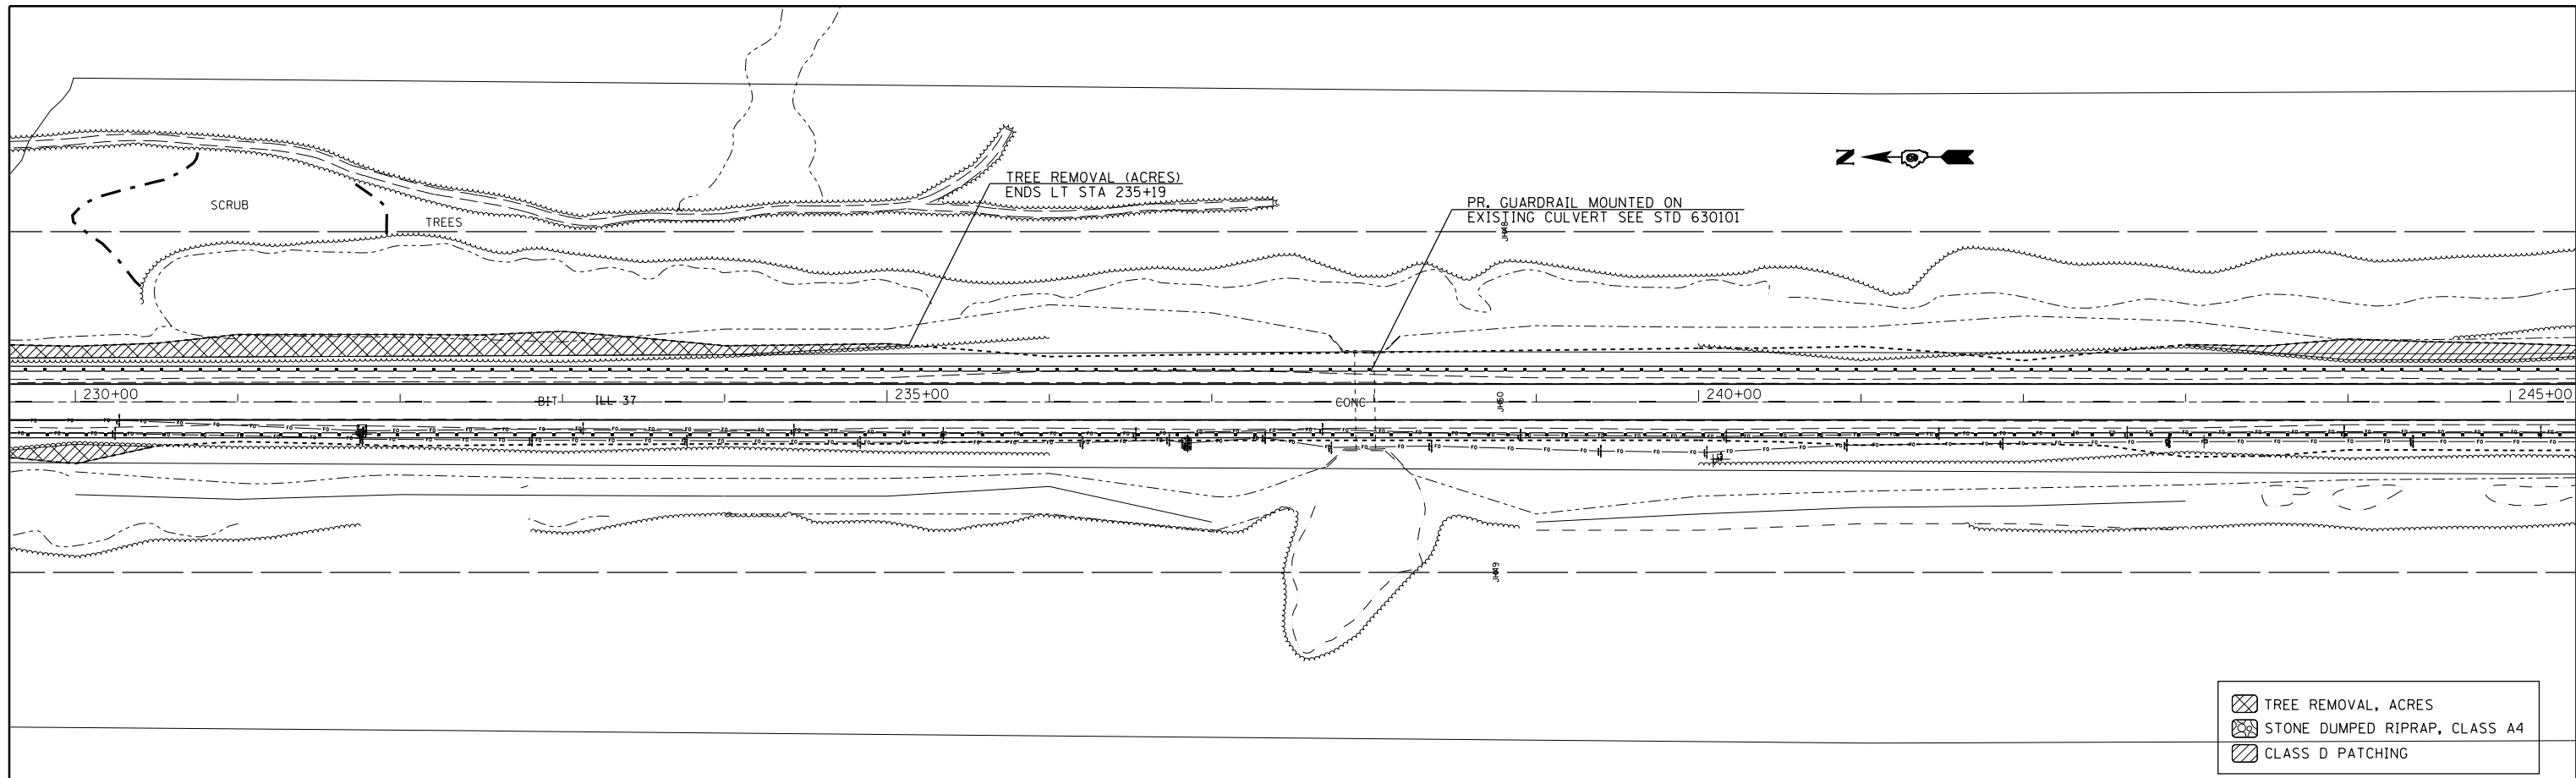 N
TREE REMOVAL (ACRES)
ENDS LT STA 235+19
SCRUB
TREES
PR. GUARDRAIL MOUNTED ON
EXISTING CULVERT SEE STD 630101
230+00
BIT
ILL 37
235+00
CONC
240+00
245+00
TREE REMOVAL, ACRES
STONE DUMPED RIPRAP, CLASS A4
CLASS D PATCHING